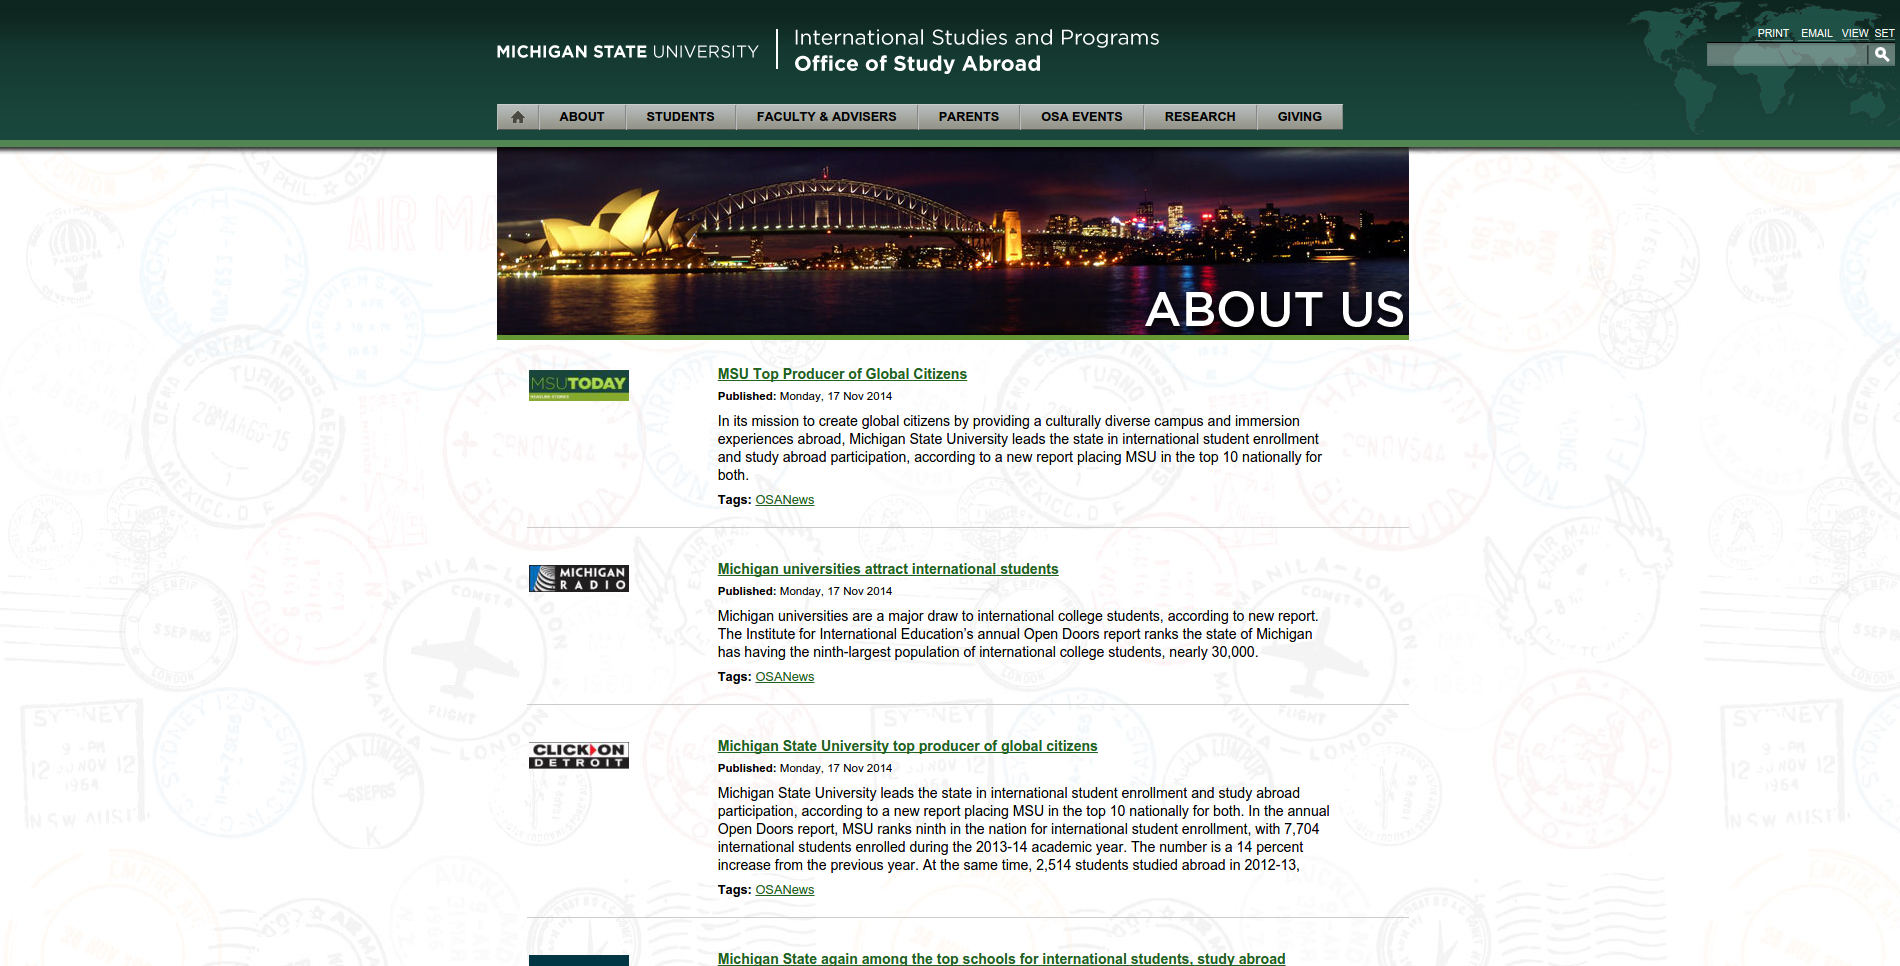 MICHIGAN STATE UNIVERSITY
International Studies and Programs
Office of Study Abroad
PRINT EMAIL VIEW SET
ABOUT STUDENTS FACULTY & ADVISERS PARENTS OSA EVENTS RESEARCH GIVING
ABOUT US
MSUTODAY
MSU Top Producer of Global Citizens
Published: Monday, 17 Nov 2014
In its mission to create global citizens by providing a culturally diverse campus and immersion
experiences abroad, Michigan State University leads the state in international student enrollment
and study abroad participation, according to a new report placing MSU in the top 10 nationally for
both.
Tags: OSANews
MICHIGAN
RADIO
Michigan universities attract international students
Published: Monday, 17 Nov 2014
Michigan universities are a major draw to international college students, according to new report.
The Institute for International Education’s annual Open Doors report ranks the state of Michigan
has having the ninth-largest population of international college students, nearly 30,000.
Tags: OSANews
CLICK ON
DETROIT
Michigan State University top producer of global citizens
Published: Monday, 17 Nov 2014
Michigan State University leads the state in international student enrollment and study abroad
participation, according to a new report placing MSU in the top 10 nationally for both. In the annual
Open Doors report, MSU ranks ninth in the nation for international student enrollment, with 7,704
international students enrolled during the 2013-14 academic year. The number is a 14 percent
increase from the previous year. At the same time, 2,514 students studied abroad in 2012-13,
Tags: OSANews
Michigan State again among the top schools for international students, study abroad